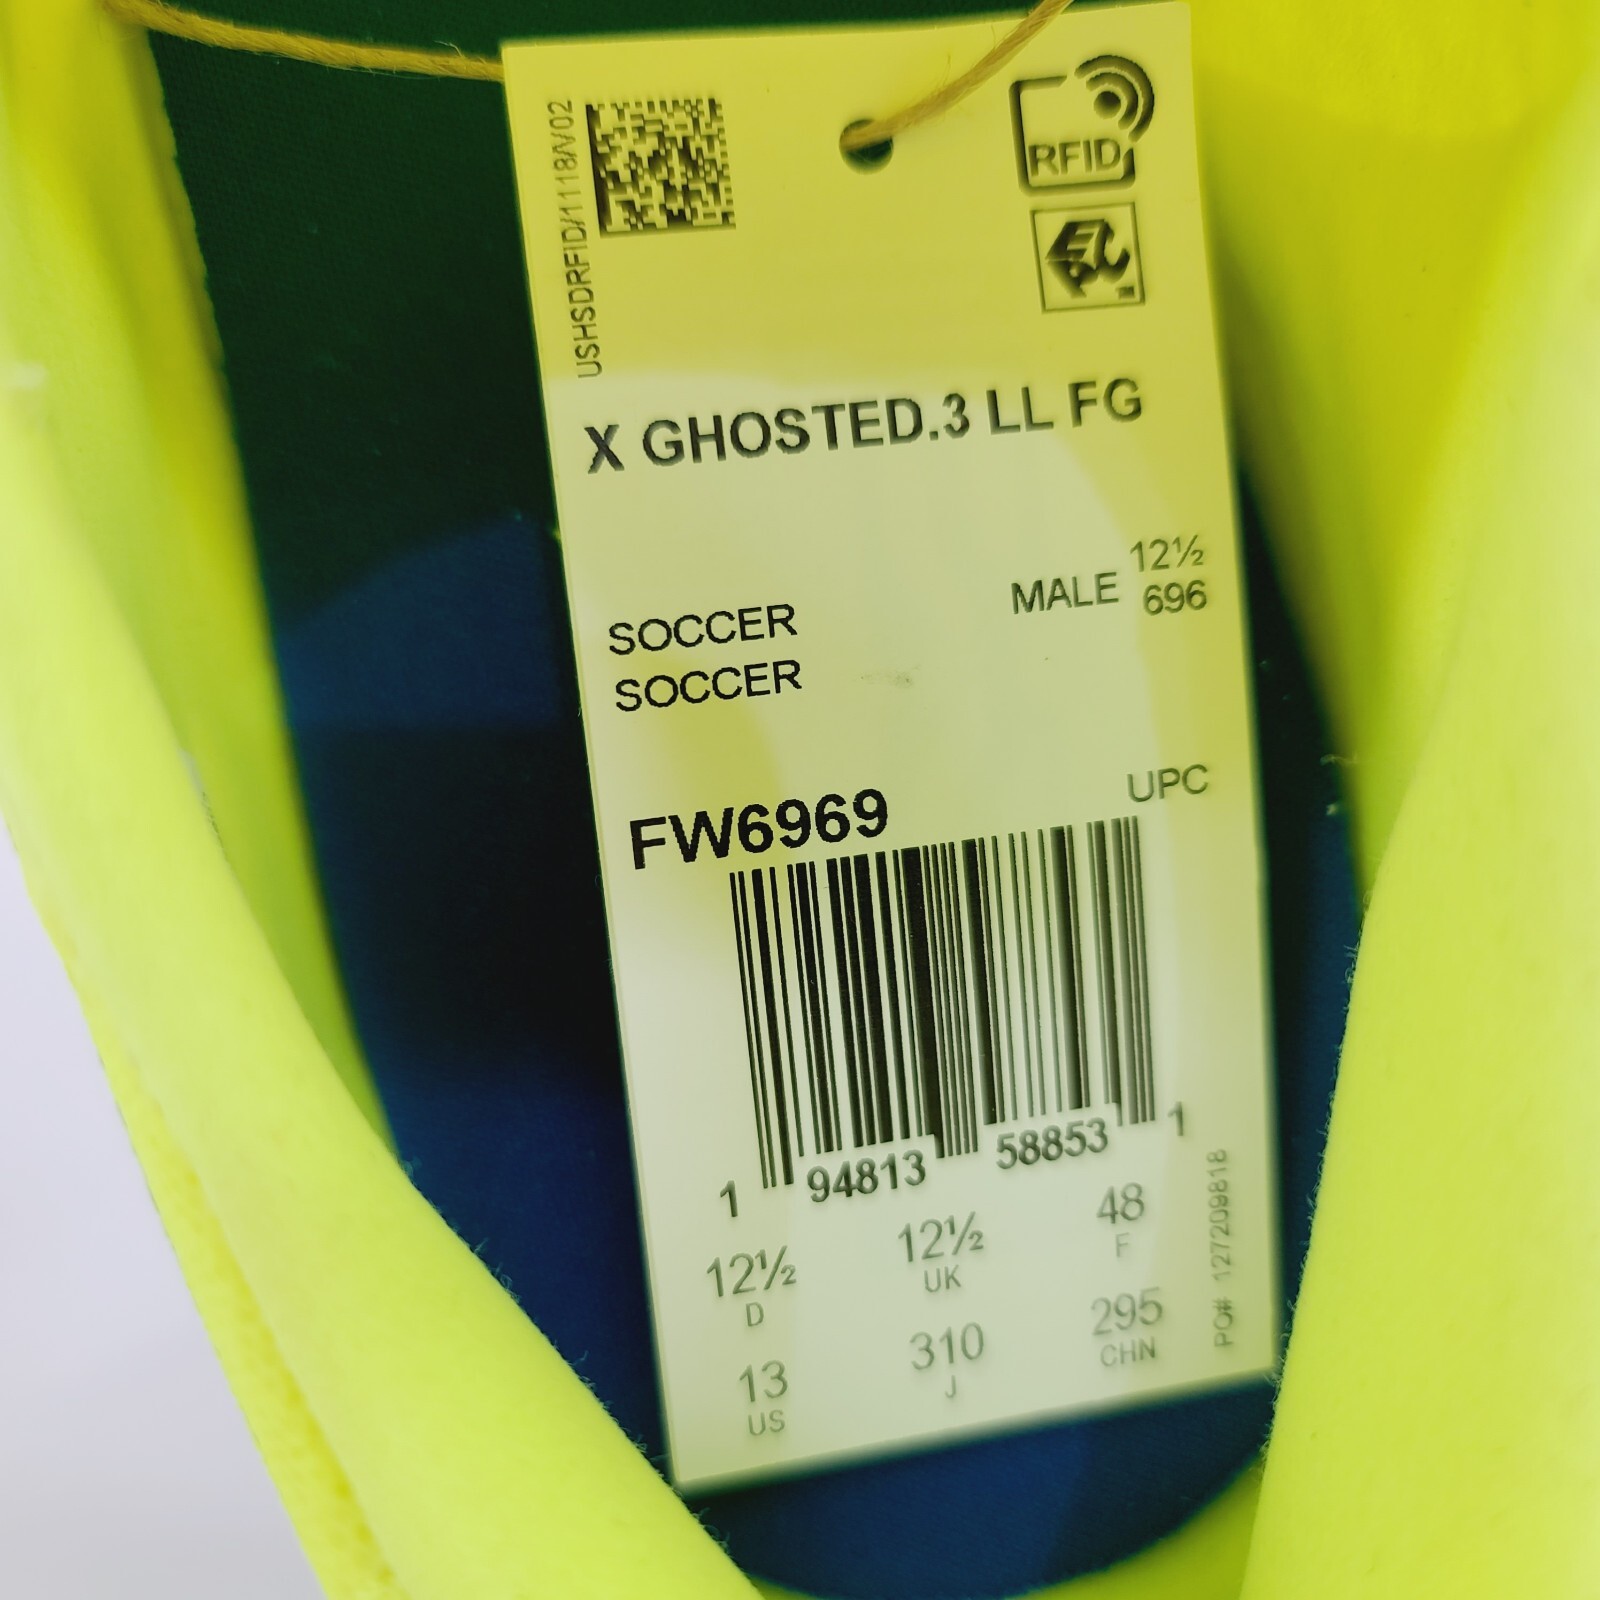 USHSDRFID/1118/V02
RFID
X GHOSTED.3 LL FG
12½
MALE 696
SOCCER
SOCCER
FW6969
UPC
1 94813 58853 1
12½ 12½ 48
D UK F
13 310 295
US J CHN
PO# 127209818